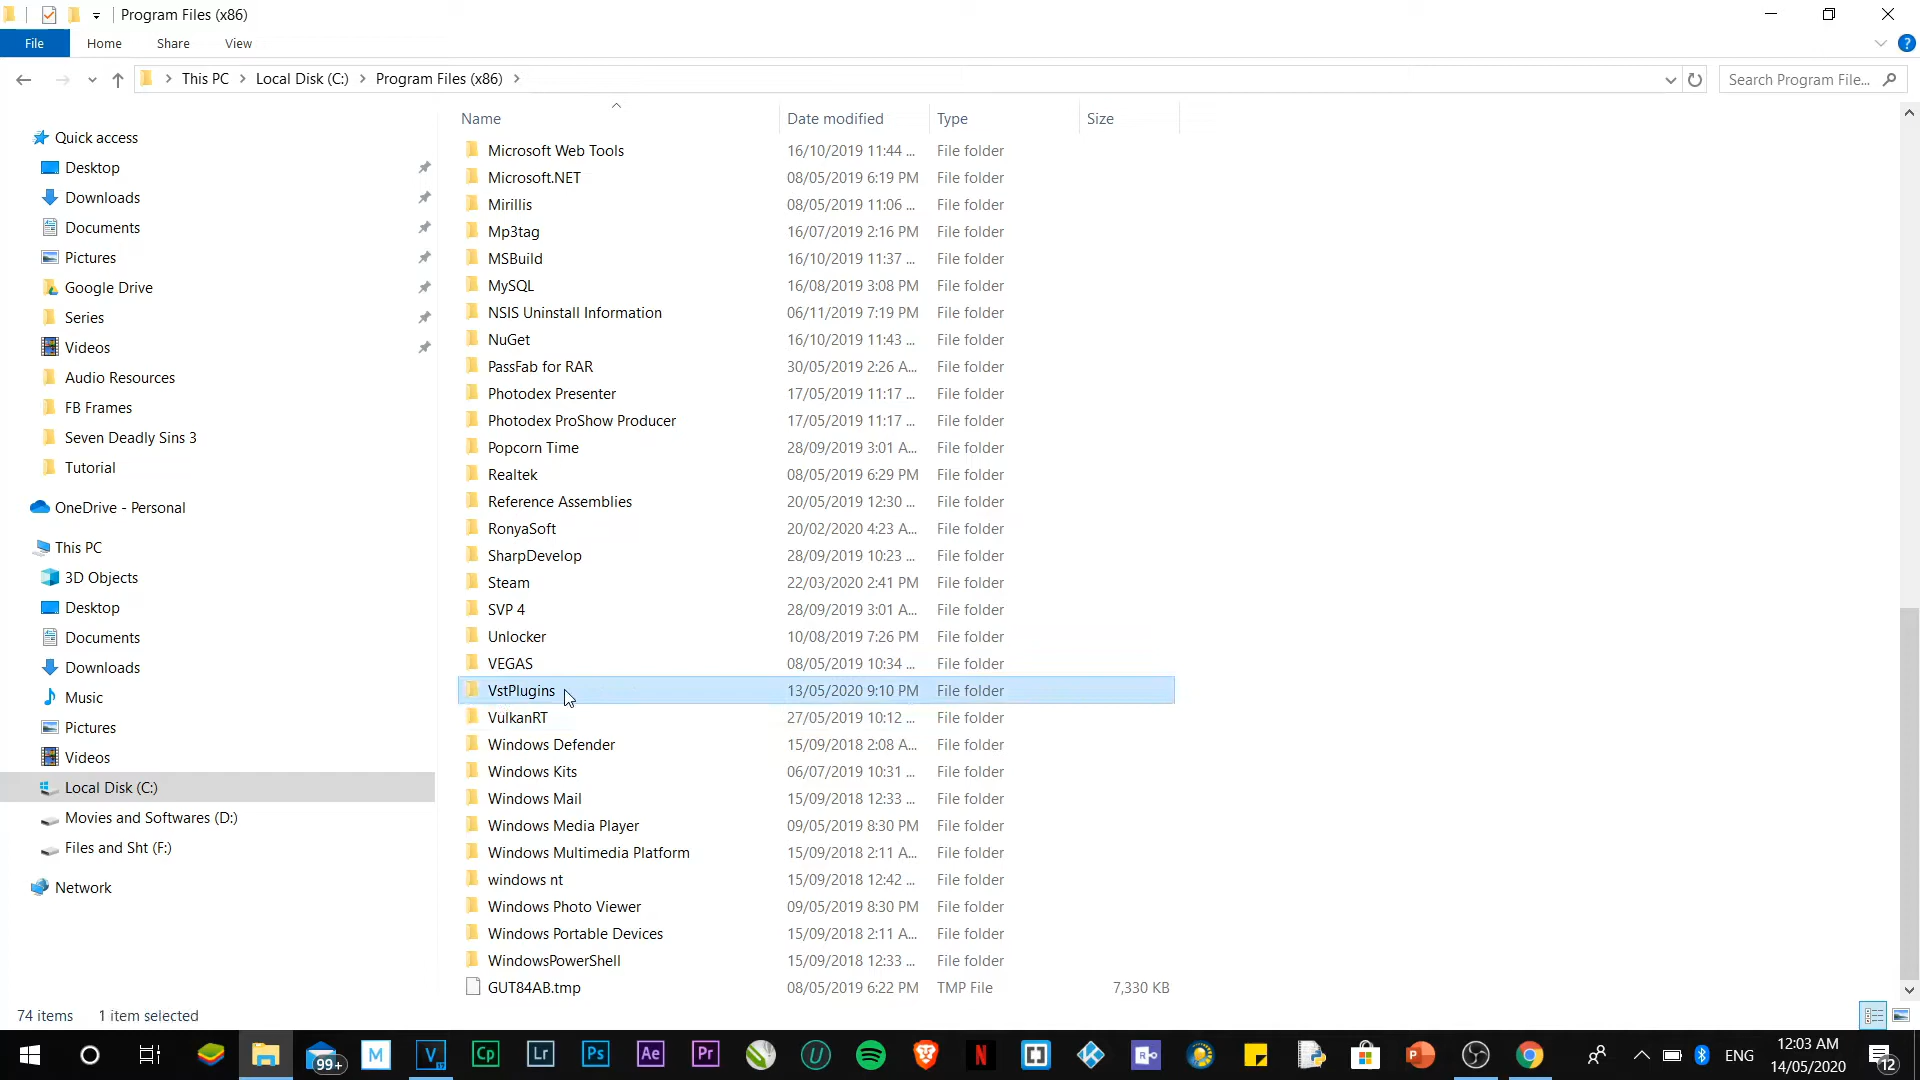 Program Files (x86)
File Home Share View
This PC Local Disk (C:) Program Files (x86)
Search Program File...
Name Date modified Type Size
Quick access
Desktop
Downloads
Documents
Pictures
Google Drive
Series
Videos
Audio Resources
FB Frames
Seven Deadly Sins 3
Tutorial
OneDrive - Personal
This PC
3D Objects
Desktop
Documents
Downloads
Music
Pictures
Videos
Local Disk (C:)
Movies and Softwares (D:)
Files and Sht (F:)
Network
Microsoft Web Tools 16/10/2019 11:44 ... File folder
Microsoft.NET 08/05/2019 6:19 PM File folder
Mirillis 08/05/2019 11:06 ... File folder
Mp3tag 16/07/2019 2:16 PM File folder
MSBuild 16/10/2019 11:37 ... File folder
MySQL 16/08/2019 3:08 PM File folder
NSIS Uninstall Information 06/11/2019 7:19 PM File folder
NuGet 16/10/2019 11:43 ... File folder
PassFab for RAR 30/05/2019 2:26 A... File folder
Photodex Presenter 17/05/2019 11:17 ... File folder
Photodex ProShow Producer 17/05/2019 11:17 ... File folder
Popcorn Time 28/09/2019 3:01 A... File folder
Realtek 08/05/2019 6:29 PM File folder
Reference Assemblies 20/05/2019 12:30 ... File folder
RonyaSoft 20/02/2020 4:23 A... File folder
SharpDevelop 28/09/2019 10:23 ... File folder
Steam 22/03/2020 2:41 PM File folder
SVP 4 28/09/2019 3:01 A... File folder
Unlocker 10/08/2019 7:26 PM File folder
VEGAS 08/05/2019 10:34 ... File folder
VstPlugins 13/05/2020 9:10 PM File folder
VulkanRT 27/05/2019 10:12 ... File folder
Windows Defender 15/09/2018 2:08 A... File folder
Windows Kits 06/07/2019 10:31 ... File folder
Windows Mail 15/09/2018 12:33 ... File folder
Windows Media Player 09/05/2019 8:30 PM File folder
Windows Multimedia Platform 15/09/2018 2:11 A... File folder
windows nt 15/09/2018 12:42 ... File folder
Windows Photo Viewer 09/05/2019 8:30 PM File folder
Windows Portable Devices 15/09/2018 2:11 A... File folder
WindowsPowerShell 15/09/2018 12:33 ... File folder
GUT84AB.tmp 08/05/2019 6:22 PM TMP File 7,330 KB
74 items 1 item selected
99+ M V Cp Lr Ps Ae Pr U N R P ENG
12:03 AM
14/05/2020
12